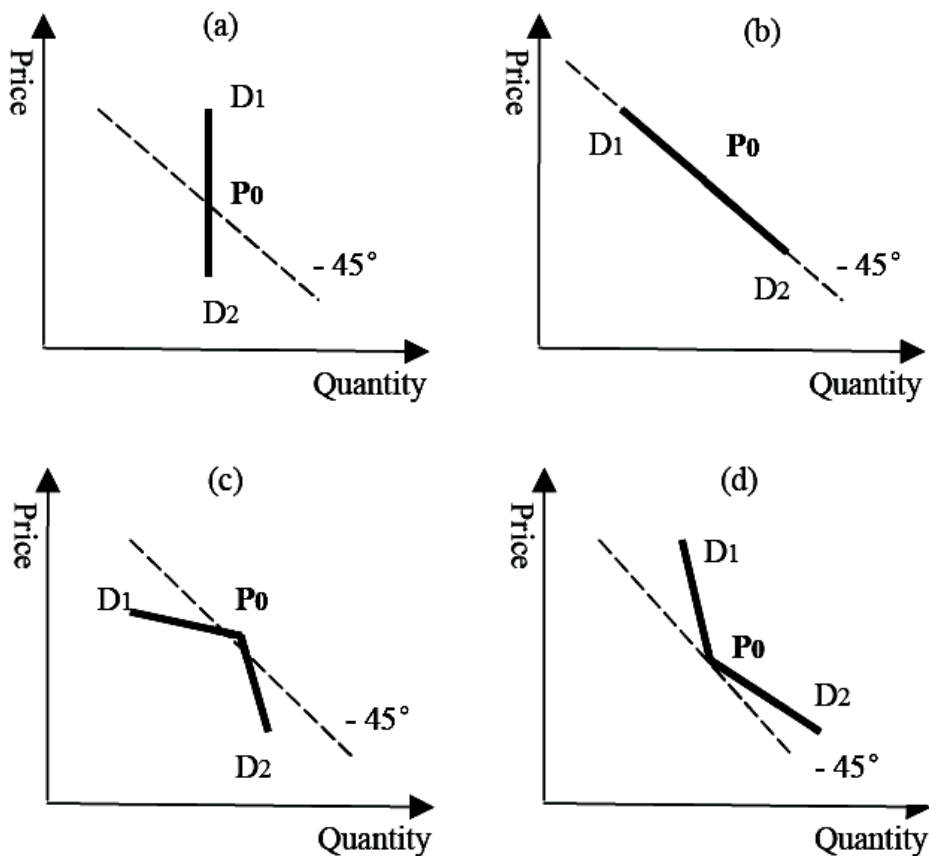 (a)
Price
D1
P0
- 45°
D2
Quantity
(b)
Price
D1
P0
- 45°
D2
Quantity
(c)
Price
D1
P0
- 45°
D2
Quantity
(d)
Price
D1
P0
D2
- 45°
Quantity